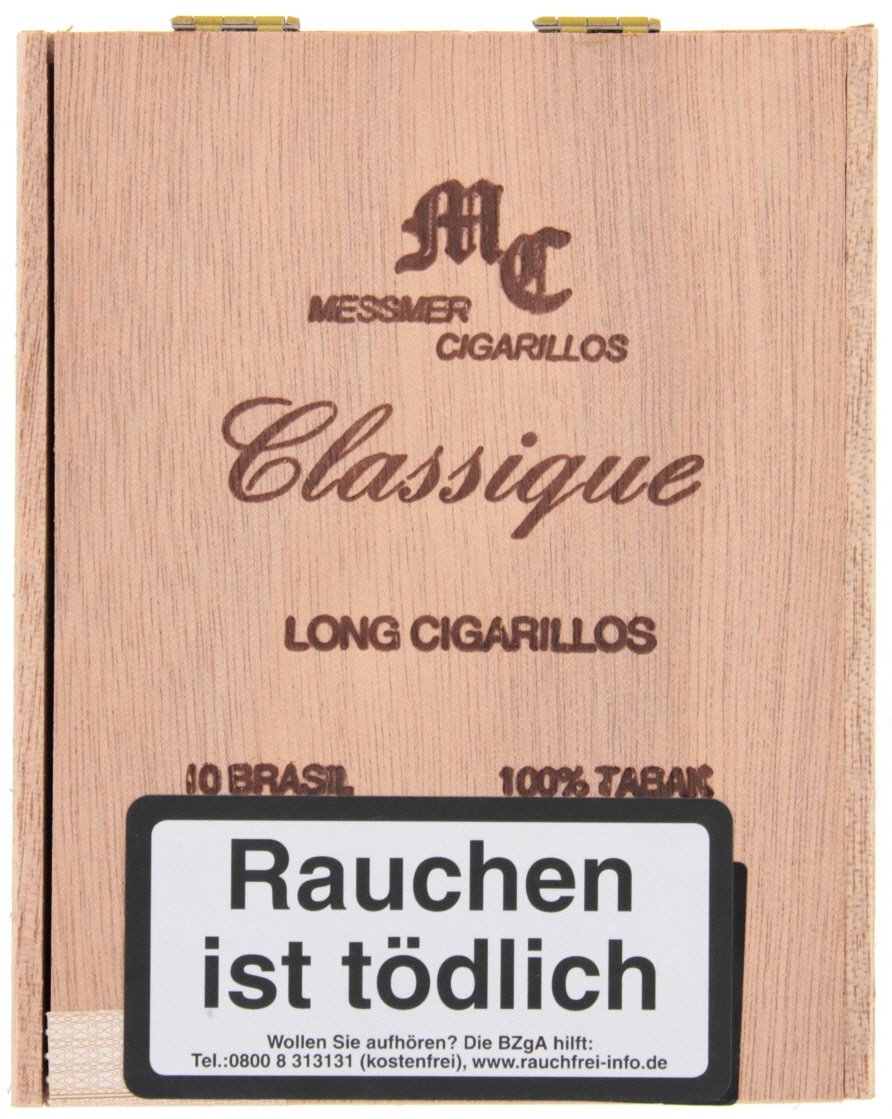 MC
MESSMER
CIGARILLOS
Classique
LONG CIGARILLOS
10 BRASIL 100% TABAK
Rauchen
ist tödlich
Wollen Sie aufhören? Die BZgA hilft:
Tel.:0800 8 313131 (kostenfrei), www.rauchfrei-info.de